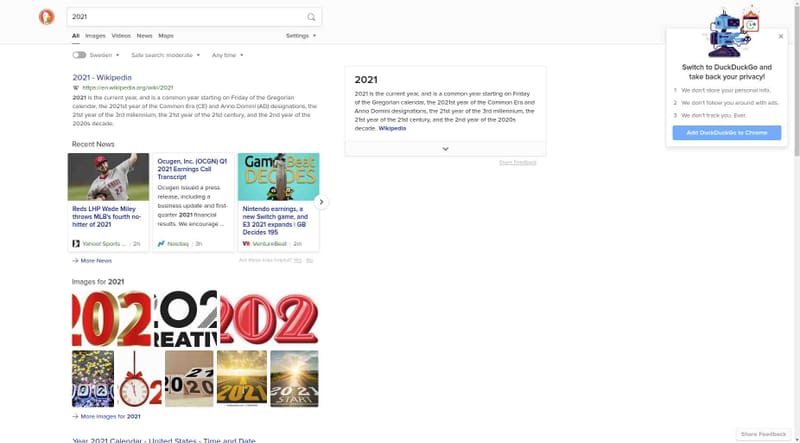 2021
All Images Videos News Maps Settings
Sweden Safe search: moderate Any time
2021 - Wikipedia
https://en.wikipedia.org/wiki/2021
2021 is the current year, and is a common year starting on Friday of the Gregorian
calendar, the 2021st year of the Common Era (CE) and Anno Domini (AD) designations, the
21st year of the 3rd millennium, the 21st year of the 21st century, and the 2nd year of the
2020s decade.
Recent News
Reds LHP Wade Miley
throws MLB's fourth no-
hitter of 2021
Yahoo! Sports ... 2h
Ocugen, Inc. (OCGN) Q1
2021 Earnings Call
Transcript
Ocugen issued a press
release, including a
business update and first-
quarter 2021 financial
results. We encourage ...
Nasdaq 3h
GamesBeat
DECIDES
Nintendo earnings, a
new Switch game, and
E3 2021 expands | GB
Decides 195
VentureBeat 2m
More News
Are these links helpful? Yes No
Images for 2021
202
202
REATIV
202
2021
2
2021
2020
2021
2021
START
More Images for 2021
Year 2021 Calendar - United States - Time and Date
2021
2021 is the current year, and is a common year starting on Friday
of the Gregorian calendar, the 2021st year of the Common Era and
Anno Domini designations, the 21st year of the 3rd millennium, the
21st year of the 21st century, and the 2nd year of the 2020s
decade. Wikipedia
Share Feedback
Switch to DuckDuckGo and
take back your privacy!
1 We don't store your personal info.
2 We don't follow you around with ads.
3 We don't track you. Ever.
Add DuckDuckGo to Chrome
Share Feedback